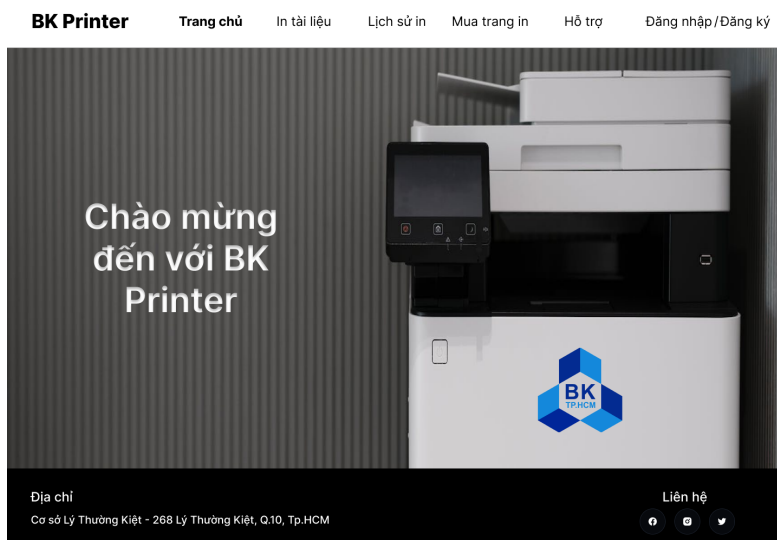 BK Printer
Trang chủ
In tài liệu
Lịch sử in
Mua trang in
Hỗ trợ
Đăng nhập/Đăng ký
Chào mừng
đến với BK
Printer
BK
TP.HCM
Địa chỉ
Cơ sở Lý Thường Kiệt - 268 Lý Thường Kiệt, Q.10, Tp.HCM
Liên hệ